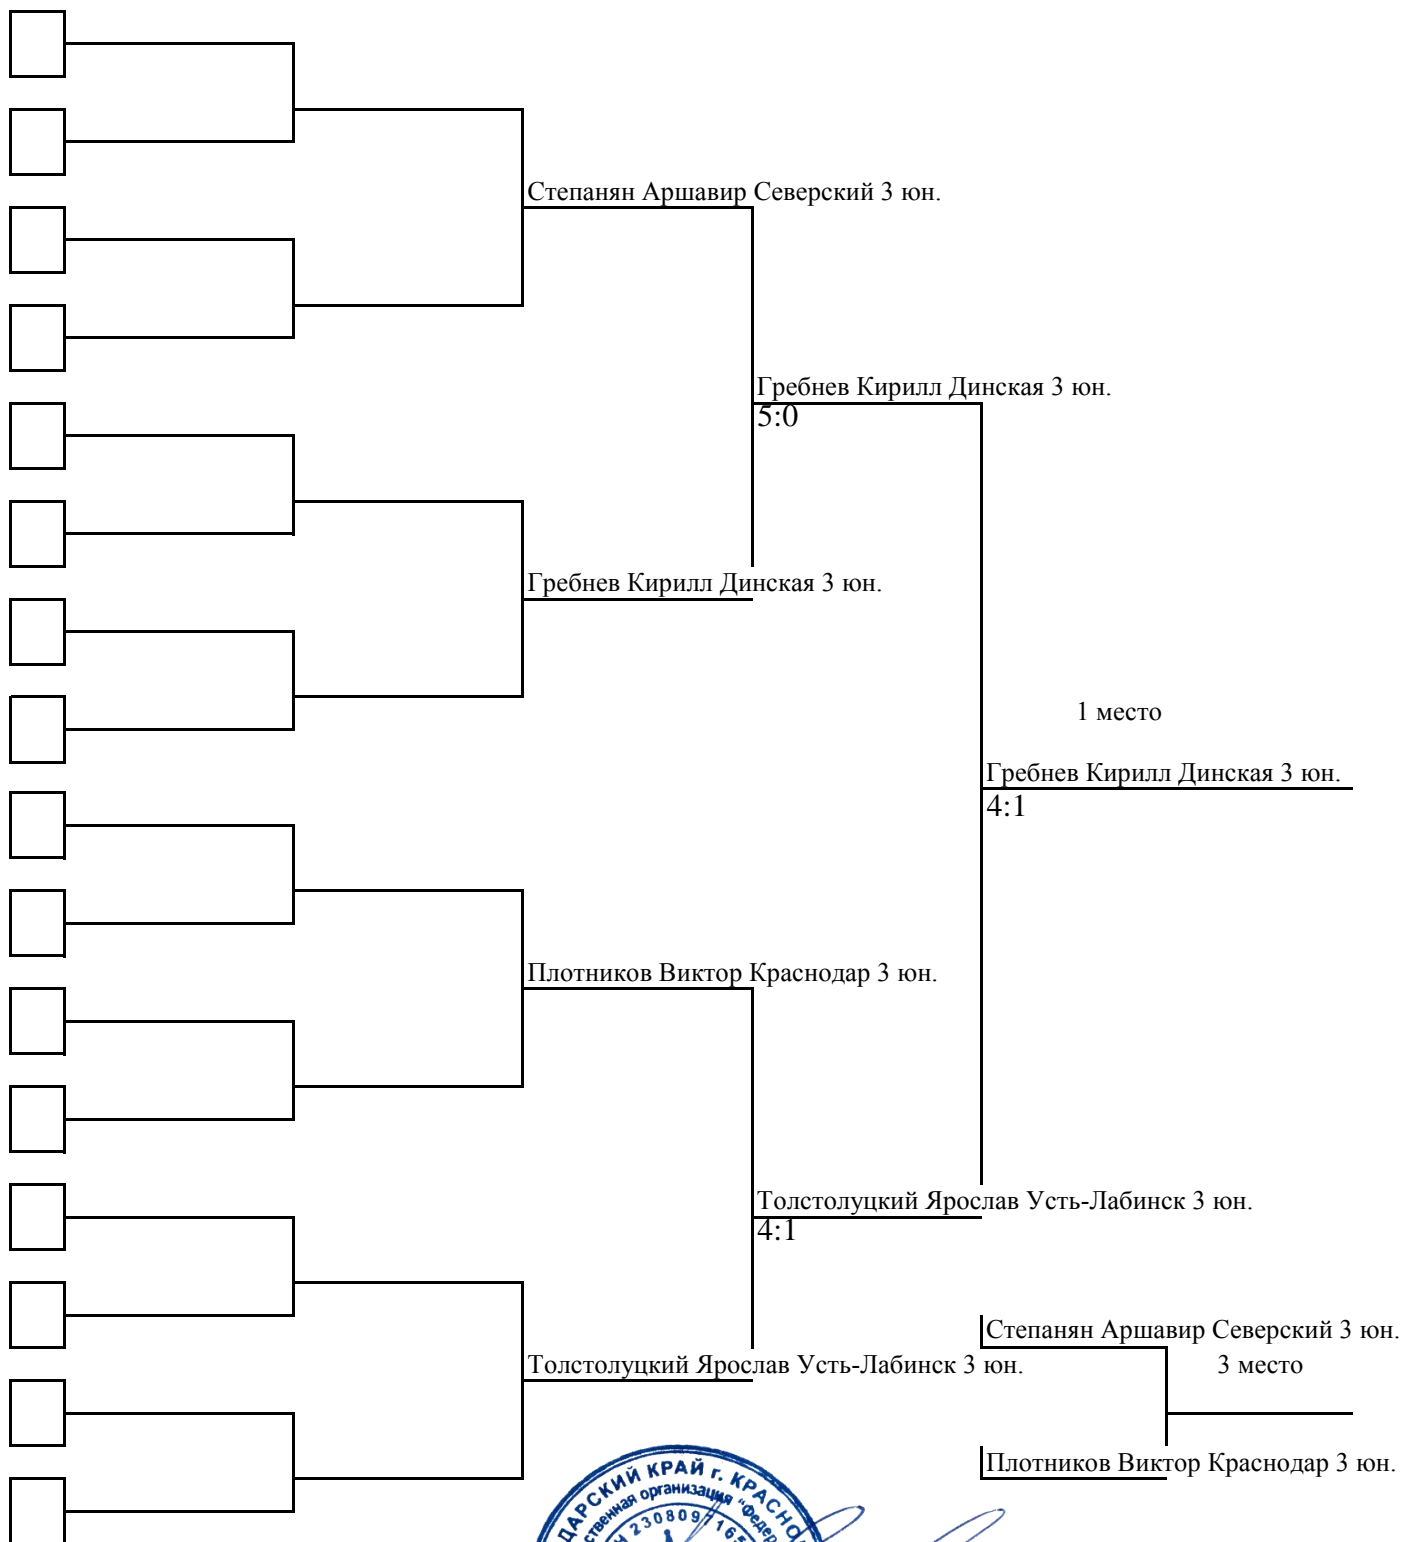 Степанян Аршавир Северский 3 юн.
Гребнев Кирилл Динская 3 юн.
5:0
Гребнев Кирилл Динская 3 юн.
1 место
Гребнев Кирилл Динская 3 юн.
4:1
Плотников Виктор Краснодар 3 юн.
Толстолуцкий Ярослав Усть-Лабинск 3 юн.
4:1
Степанян Аршавир Северский 3 юн.
Толстолуцкий Ярослав Усть-Лабинск 3 юн.
3 место
Плотников Виктор Краснодар 3 юн.
КРАЙ г.
организация